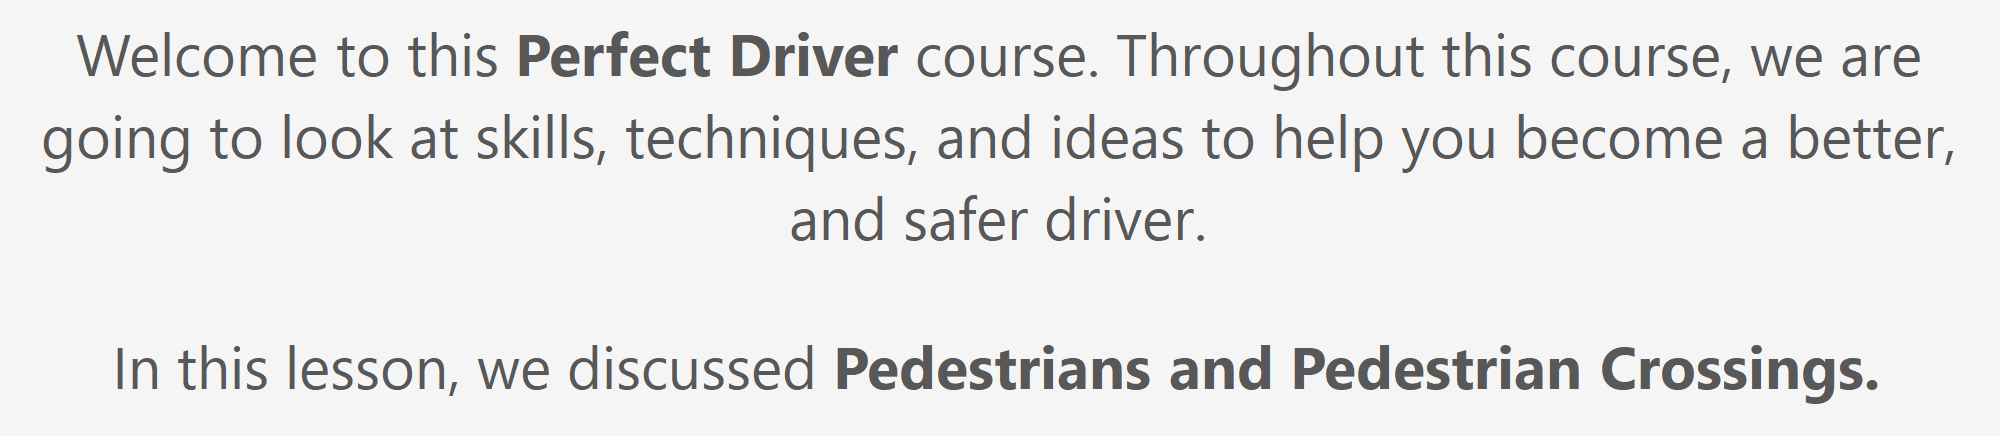 Welcome to this Perfect Driver course. Throughout this course, we are
going to look at skills, techniques, and ideas to help you become a better,
and safer driver.
In this lesson, we discussed Pedestrians and Pedestrian Crossings.